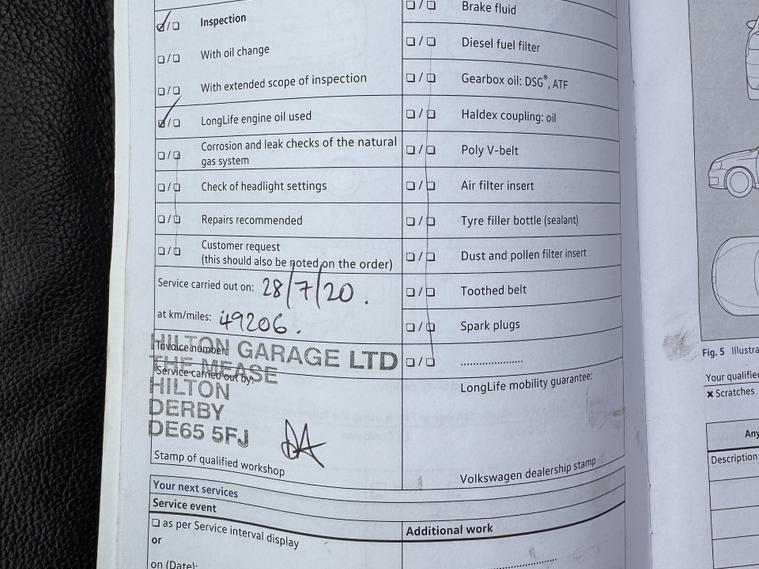 Inspection
With oil change
With extended scope of inspection
LongLife engine oil used
Corrosion and leak checks of the natural
gas system
Check of headlight settings
Repairs recommended
Customer request
(this should also be noted on the order)
Service carried out on: 28/7/20.
at km/miles: 49206.
Invoice number:
HILTON GARAGE LTD
THE MEASE
Service carried out by:
HILTON
DERBY
DE65 5FJ
DA
Stamp of qualified workshop
Brake fluid
Diesel fuel filter
Gearbox oil: DSG®, ATF
Haldex coupling: oil
Poly V-belt
Air filter insert
Tyre filler bottle (sealant)
Dust and pollen filter insert
Toothed belt
Spark plugs
.....................
LongLife mobility guarantee:
Volkswagen dealership stamp
Your next services
Service event
as per Service interval display
or
on (Date):
Additional work
Fig. 5 Illustra
Your qualifie
x Scratches
Any
Description